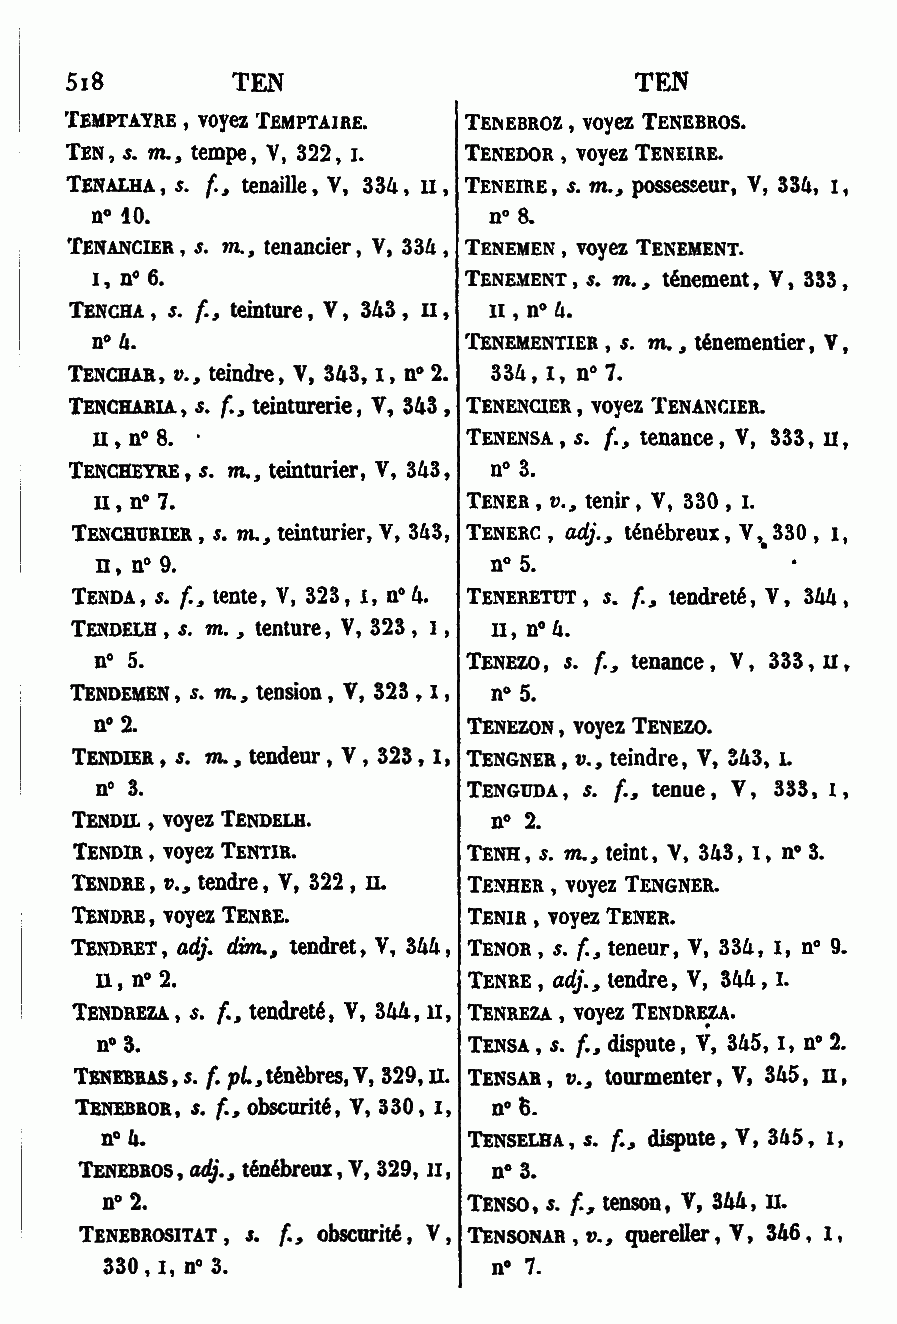 518 TEN TEN
TEMPTAYRE, voyez TEMPTAIRE.
TEN, s. m., tempe, V, 322, I.
TENALHA, s. f., tenaille, V, 334, II,
n° 10.
TENANCIER, s. m., tenancier, V, 334,
I, n° 6.
TENCHA, s. f., teinture, V, 343, II,
n° 4.
TENCHAR, v., teindre, V, 343, I, n° 2.
TENCHARIA, s. f., teinturerie, V, 343,
II, n° 8.
TENCHEYRE, s. m., teinturier, V, 343,
II, n° 7.
TENCHURIER, s. m., teinturier, V, 343,
II, n° 9.
TENDA, s. f., tente, V, 323, I, n° 4.
TENDELH, s. m., tenture, V, 323, I,
n° 5.
TENDEMEN, s. m., tension, V, 323, I,
n° 2.
TENDIER, s. m., tendeur, V, 323, I,
n° 3.
TENDIL, voyez TENDELH.
TENDIR, voyez TENTIR.
TENDRE, v., tendre, V, 322, II.
TENDRE, voyez TENRE.
TENDRET, adj. dim., tendret, V, 344,
II, n° 2.
TENDREZA, s. f., tendreté, V, 344, II,
n° 3.
TENEBRAS, s. f. pl., ténèbres, V, 329, II.
TENEBROR, s. f., obscurité, V, 330, I,
n° 4.
TENEBROS, adj., ténébreux, V, 329, II,
n° 2.
TENEBROSITAT, s. f., obscurité, V,
330, I, n° 3.
TENEBROZ, voyez TENEBROS.
TENEDOR, voyez TENEIRE.
TENEIRE, s. m., possesseur, V, 334, I,
n° 8.
TENEMEN, voyez TENEMENT.
TENEMENT, s. m., ténement, V, 333,
II, n° 4.
TENEMENTIER, s. m., ténementier, V,
334, I, n° 7.
TENENCIER, voyez TENANCIER.
TENENSA, s. f., tenance, V, 333, II,
n° 3.
TENER, v., tenir, V, 330, I.
TENERC, adj., ténébreux, V, 330, I,
n° 5.
TENERETUT, s. f., tendreté, V, 344,
II, n° 4.
TENEZO, s. f., tenance, V, 333, II,
n° 5.
TENEZON, voyez TENEZO.
TENGNER, v., teindre, V, 343, I.
TENGUDA, s. f., tenue, V, 333, I,
n° 2.
TENH, s. m., teint, V, 343, I, n° 3.
TENHER, voyez TENGNER.
TENIR, voyez TENER.
TENOR, s. f., teneur, V, 334, I, n° 9.
TENRE, adj., tendre, V, 344, I.
TENREZA, voyez TENDREZA.
TENSA, s. f., dispute, V, 345, I, n° 2.
TENSAR, v., tourmenter, V, 345, II,
n° 6.
TENSELHA, s. f., dispute, V, 345, I,
n° 3.
TENSO, s. f., tenson, V, 344, II.
TENSONAR, v., quereller, V, 346, I,
n° 7.